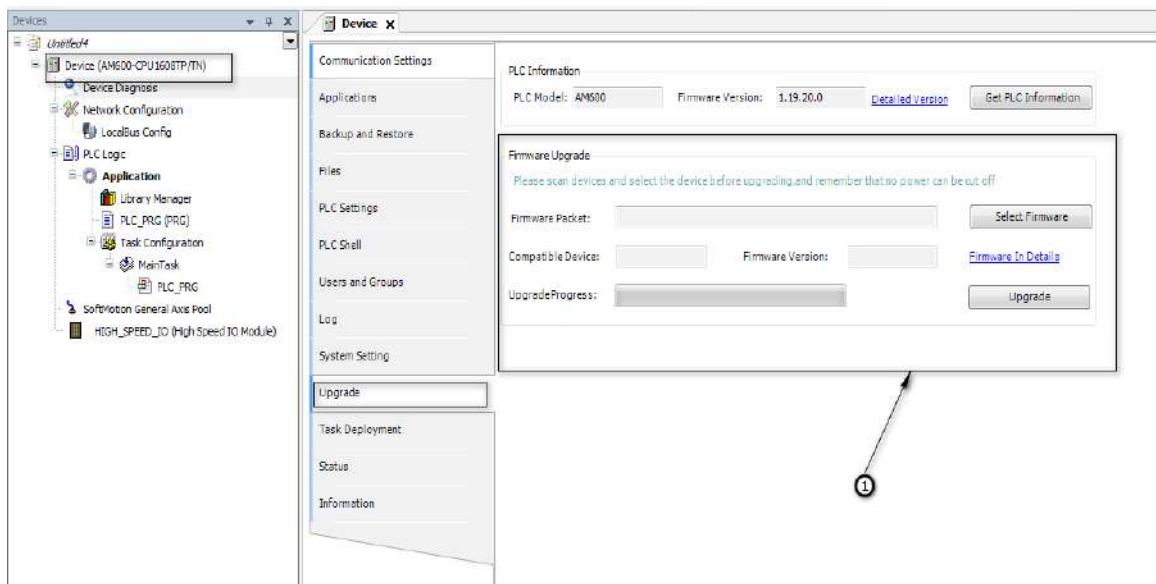 Devices
Untitled4
Device (AM600-CPU1608TP/TN)
Device Diagnosis
Network Configuration
LocalBus Config
PLC Logic
Application
Library Manager
PLC_PRG (PRG)
Task Configuration
MainTask
PLC_PRG
SoftMotion General Axis Pool
HIGH_SPEED_IO (High Speed IO Module)
Device X
Communication Settings
Applications
Backup and Restore
Files
PLC Settings
PLC Shell
Users and Groups
Log
System Setting
Upgrade
Task Deployment
Status
Information
PLC Information
PLC Model: AM600 Firmware Version: 1.19.20.0 Detailed Version Get PLC Information
Firmware Upgrade
Please scan devices and select the device before upgrading,and remember that no power can be cut off
Firmware Packet: Select Firmware
Compatible Device: Firmware Version: Firmware In Details
UpgradeProgress: Upgrade
1